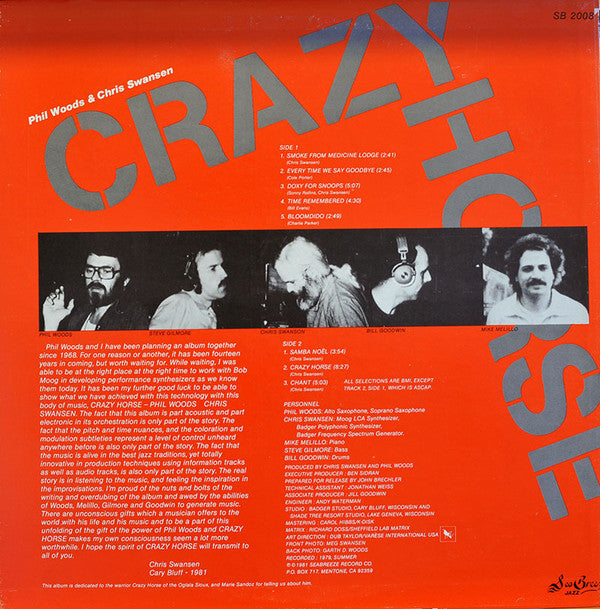 SB 2008
Phil Woods & Chris Swansen
CRAZY
HORSE
SIDE 1
1. SMOKE FROM MEDICINE LODGE (2:41)
(Chris Swansen)
2. EVERY TIME WE SAY GOODBYE (2:45)
(Cole Porter)
3. DOXY FOR SNOOPS (5:07)
(Sonny Rollins, Chris Swansen)
4. TIME REMEMBERED (4:30)
(Bill Evans)
5. BLOOMDIDO (2:49)
(Charlie Parker)
PHIL WOODS
STEVE GILMORE
CHRIS SWANSON
BILL GOODWIN
MIKE MELILLO
Phil Woods and I have been planning an album together
since 1968. For one reason or another, it has been fourteen
years in coming, but worth waiting for. While waiting, I was
able to be at the right place at the right time to work with Bob
Moog in developing performance synthesizers as we know
them today. It has been my further good luck to be able to
show what we have achieved with this technology with this
body of music, CRAZY HORSE – PHIL WOODS CHRIS
SWANSEN. The fact that this album is part acoustic and part
electronic in its orchestration is only part of the story. The
fact that the pitch and time nuances, and the coloration and
modulation subtleties represent a level of control unheard
anywhere before is also only part of the story. The fact that
the music is alive in the best jazz traditions, yet totally
innovative in production techniques using information tracks
as well as audio tracks, is also only part of the story. The real
story is in listening to the music, and feeling the inspiration in
the improvisations. I'm proud of the nuts and bolts of the
writing and overdubbing of the album and awed by the abilities
of Woods, Melillo, Gilmore and Goodwin to generate music.
There are unconscious gifts which a musician offers to the
world with his life and his music and to be a part of this
unfolding of the gift of the power of Phil Woods and CRAZY
HORSE makes my own consciousness seem a lot more
worthwhile. I hope the spirit of CRAZY HORSE will transmit to
all of you.
Chris Swansen
Cary Bluff - 1981
SIDE 2
1. SAMBA NOËL (3:54)
(Chris Swansen)
2. CRAZY HORSE (8:27)
(Chris Swansen)
3. CHANT (5:03)
(Chris Swansen)
ALL SELECTIONS ARE BMI, EXCEPT
TRACK 2, SIDE 1, WHICH IS ASCAP.
PERSONNEL
PHIL WOODS: Alto Saxophone, Soprano Saxophone
CHRIS SWANSEN: Moog LCA Synthesizer,
Badger Polyphonic Synthesizer,
Badger Frequency Spectrum Generator.
MIKE MELILLO: Piano
STEVE GILMORE: Bass
BILL GOODWIN: Drums
PRODUCED BY CHRIS SWANSEN AND PHIL WOODS
EXECUTIVE PRODUCER : BEN SIDRAN
PREPARED FOR RELEASE BY JOHN BRECHLER
TECHNICAL ASSISTANT : JONATHAN WEISS
ASSOCIATE PRODUCER : JILL GOODWIN
ENGINEER : ANDY WATERMAN
STUDIO : BADGER STUDIO, CARY BLUFF, WISCONSIN AND
SHADE TREE RESORT STUDIO, LAKE GENEVA, WISCONSIN
MASTERING : CAROL HIBBS/K-DISK
MATRIX : RICHARD DOSS/SHEFFIELD LAB MATRIX
ART DIRECTION : DUB TAYLOR/VARÈSE INTERNATIONAL USA
FRONT PHOTO: MEG SWANSEN
BACK PHOTO: GARTH D. WOODS
RECORDED : 1979, SUMMER
℗ © 1981 SEABREEZE RECORD CO.
P.O. BOX 717, MENTONE, CA 92359
This album is dedicated to the warrior Crazy Horse of the Oglala Sioux, and Marie Sandoz for telling us about him.
Sea Breeze
JAZZ